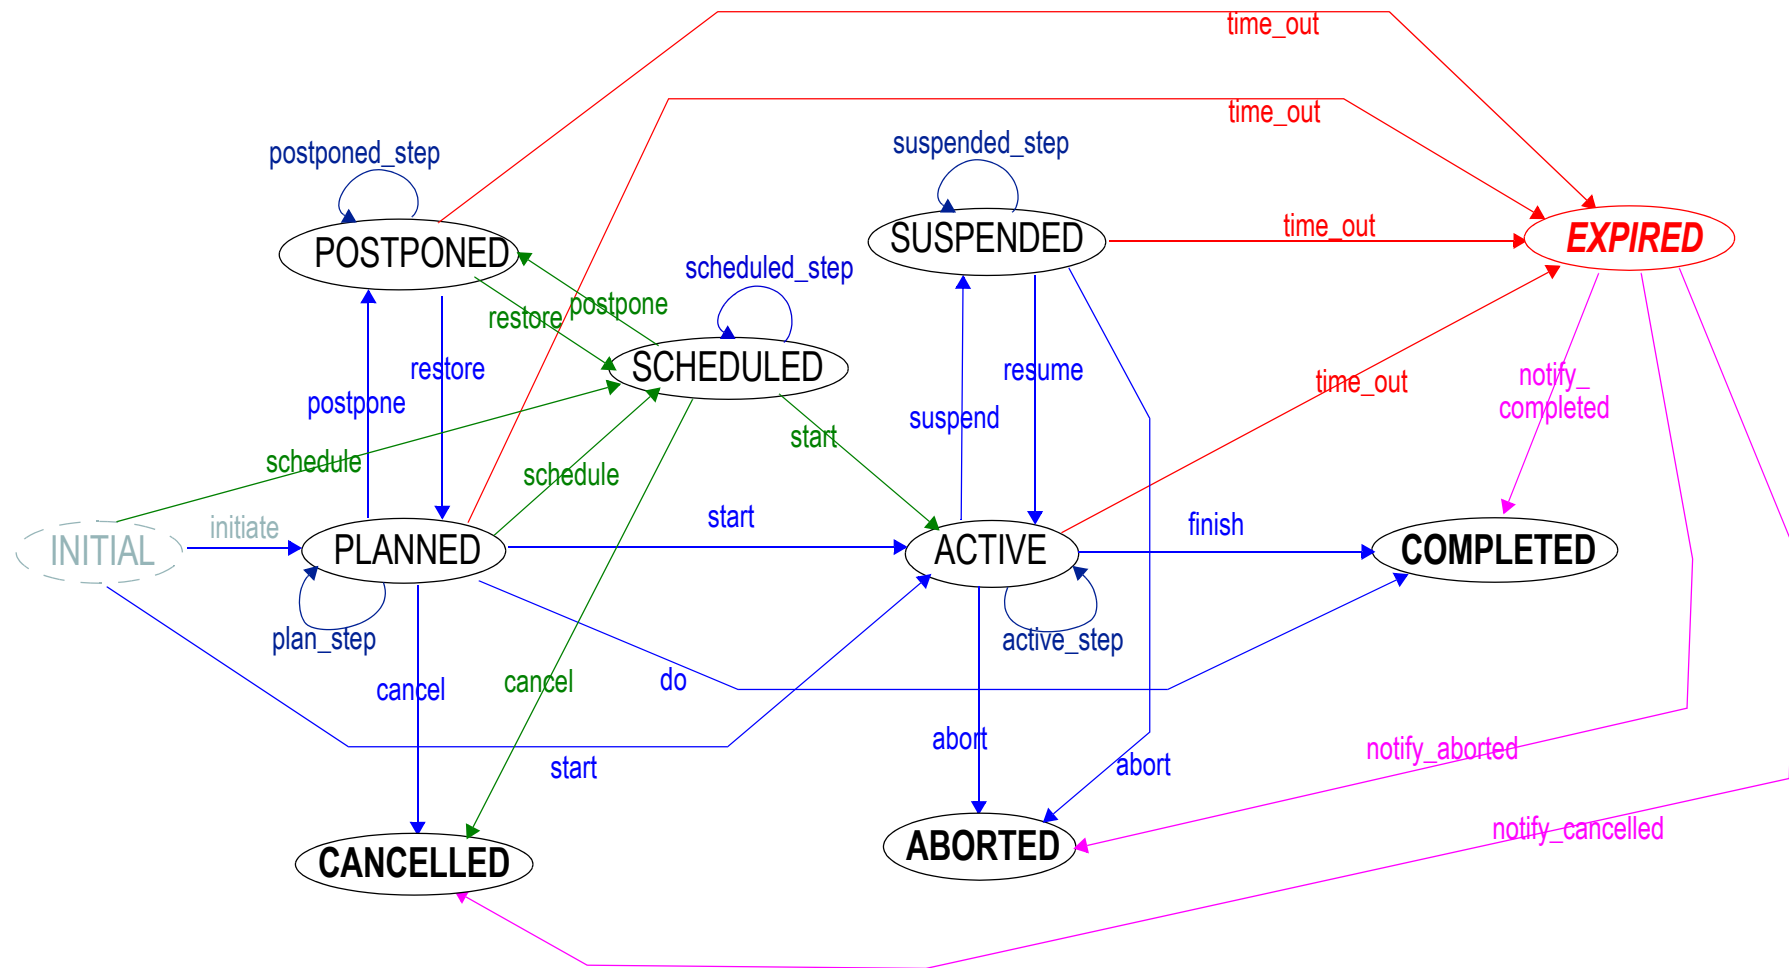 time_out
time_out
postponed_step
suspended_step
POSTPONED
SUSPENDED
time_out
EXPIRED
scheduled_step
restore
postpone
SCHEDULED
restore
resume
time_out
notify_
completed
postpone
suspend
start
schedule
schedule
initiate
start
finish
INITIAL
PLANNED
ACTIVE
COMPLETED
plan_step
active_step
cancel
cancel
do
abort
notify_aborted
start
abort
notify_cancelled
CANCELLED
ABORTED